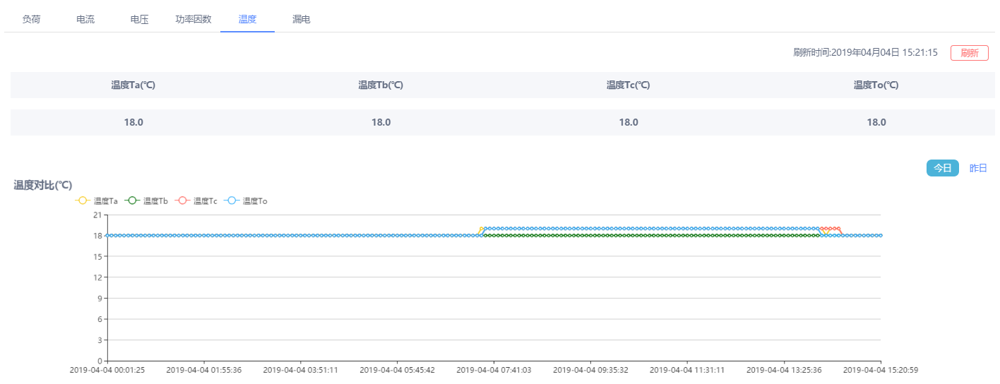 负荷 电流 电压 功率因数 温度 漏电
刷新时间:2019年04月04日 15:21:15 刷新
温度Ta(℃) 温度Tb(℃) 温度Tc(℃) 温度To(℃)
18.0 18.0 18.0 18.0
今日 昨日
温度对比(℃)
温度Ta 温度Tb 温度Tc 温度To
21
18
15
12
9
6
3
0
2019-04-04 00:01:25 2019-04-04 01:55:36 2019-04-04 03:51:11 2019-04-04 05:45:42 2019-04-04 07:41:03 2019-04-04 09:35:32 2019-04-04 11:31:11 2019-04-04 13:25:36 2019-04-04 15:20:59